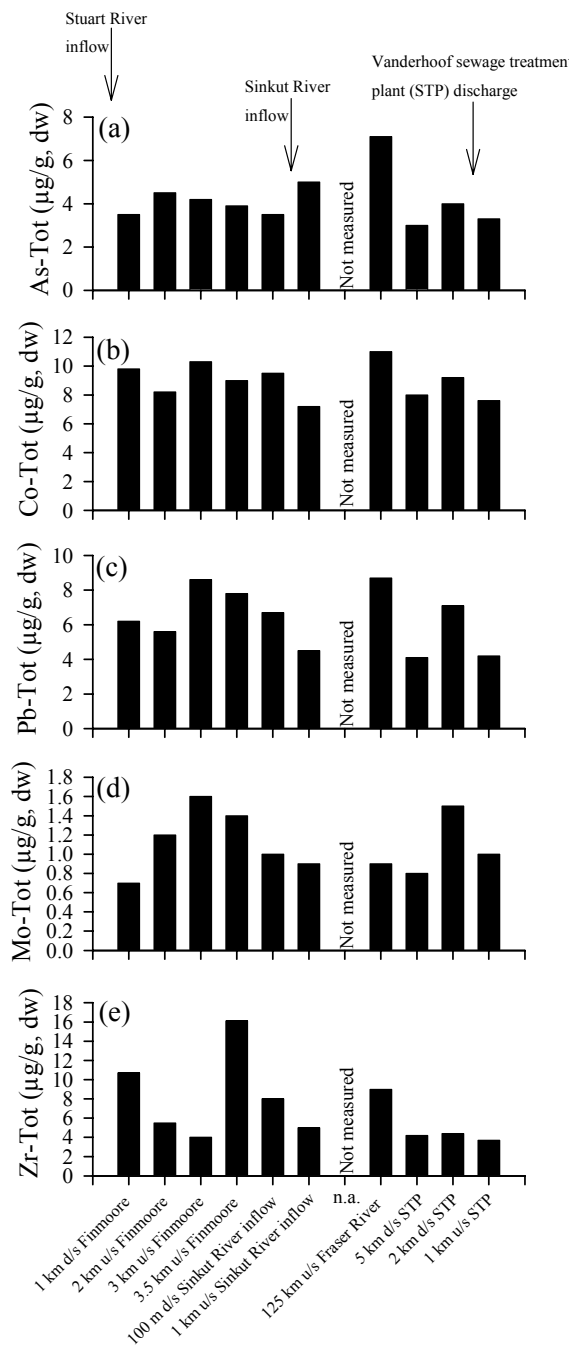 Stuart River
inflow
Sinkut River
inflow
Vanderhoof sewage treatmen
plant (STP) discharge
(a)
As-Tot (µg/g, dw)
8
6
4
2
0
Not measured
(b)
Co-Tot (µg/g, dw)
12
10
8
6
4
2
0
Not measured
(c)
Pb-Tot (µg/g, dw)
10
8
6
4
2
0
Not measured
(d)
Mo-Tot (µg/g, dw)
1.8
1.6
1.4
1.2
1.0
0.8
0.6
0.4
0.2
0.0
Not measured
(e)
Zr-Tot (µg/g, dw)
18
16
14
12
10
8
6
4
2
0
Not measured
1 km d/s Finmoore
2 km u/s Finmoore
3 km u/s Finmoore
3.5 km u/s Finmoore
100 m d/s Sinkut River inflow
1 km u/s Sinkut River inflow
n.a.
125 km u/s Fraser River
5 km d/s STP
2 km d/s STP
1 km u/s STP